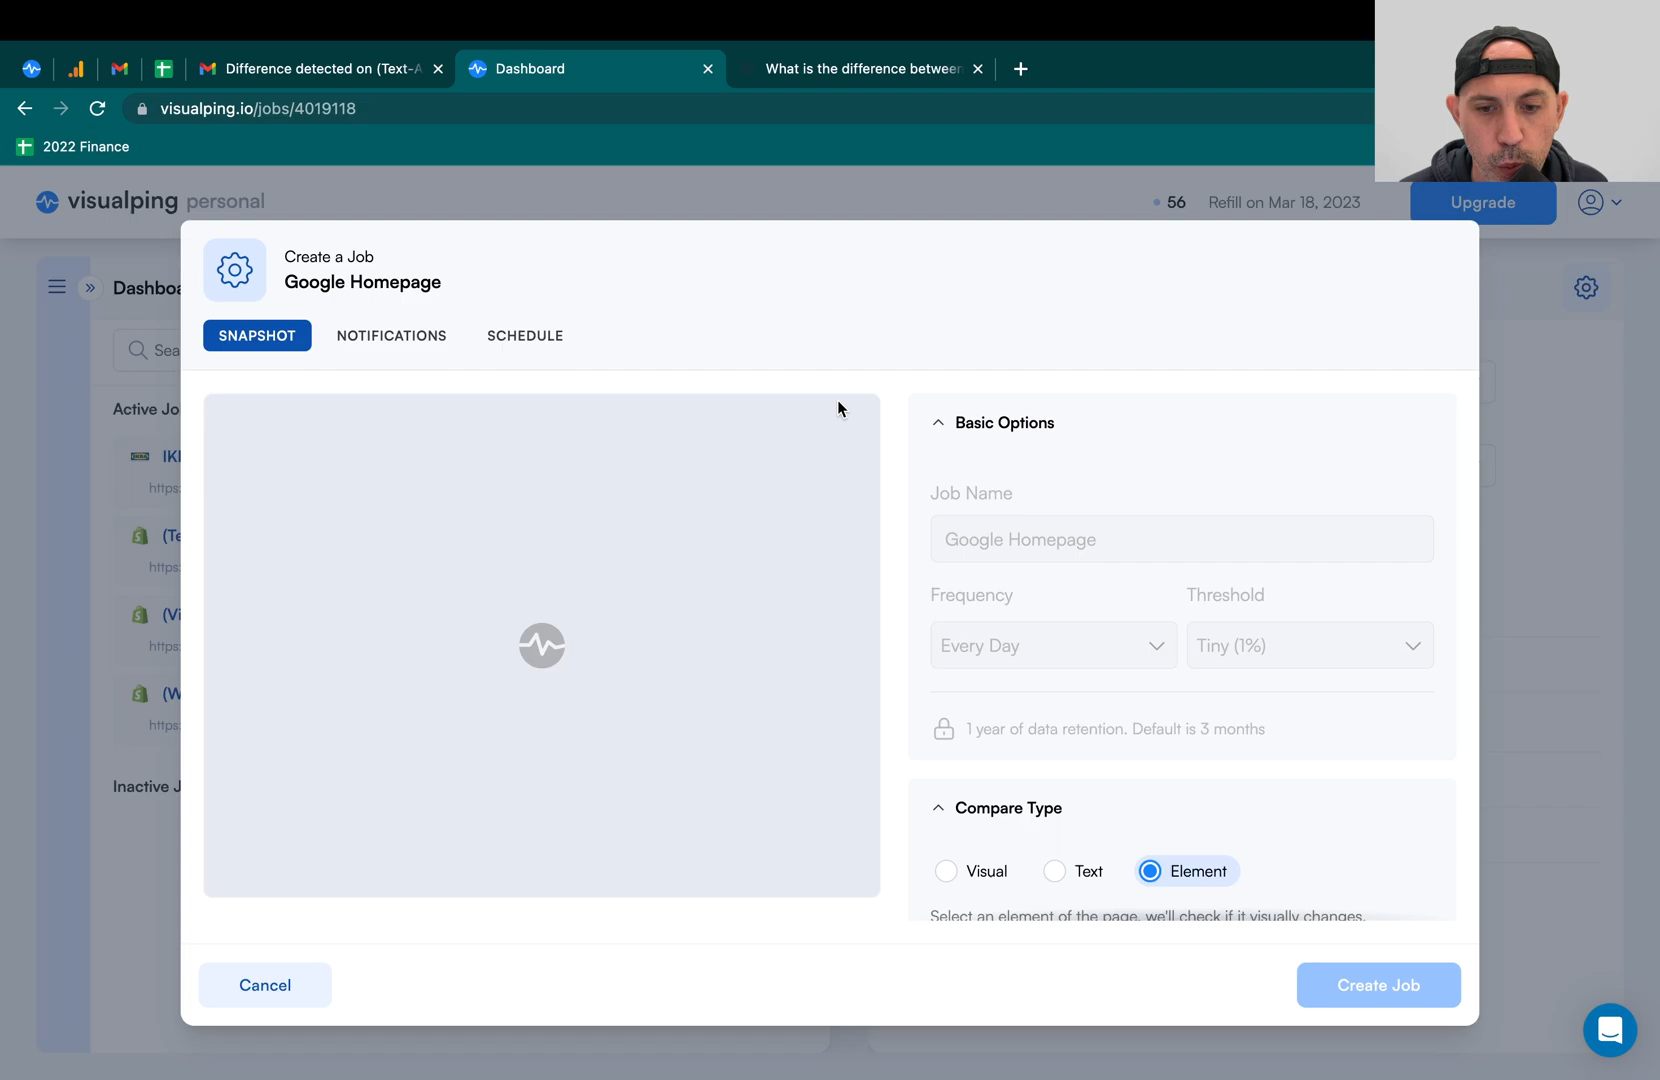 Difference detected on (Text-A
Dashboard
What is the difference between
visualping.io/jobs/4019118
2022 Finance
visualping personal
56
Refill on Mar 18, 2023
Upgrade
Create a Job
Google Homepage
Dashboa
SNAPSHOT
NOTIFICATIONS
SCHEDULE
Sea
Active Jo
IKE
https:
(Te
https:
(Vi
https:
(W
https:
Inactive J
Basic Options
Job Name
Google Homepage
Frequency
Threshold
Every Day
Tiny (1%)
1 year of data retention. Default is 3 months
Compare Type
Visual
Text
Element
Select an element of the page, we'll check if it visually changes.
Cancel
Create Job